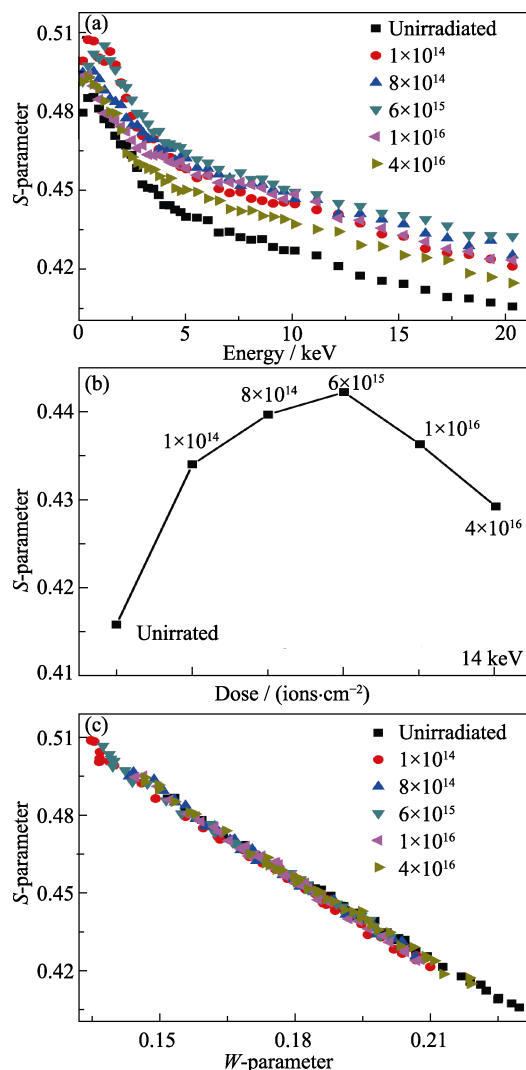 (a)
0.51
0.48
0.45
0.42
S-parameter
Unirradiated
1×10¹⁴
8×10¹⁴
6×10¹⁵
1×10¹⁶
4×10¹⁶
0 5 10 15 20
Energy / keV
(b)
0.44
0.43
0.42
0.41
S-parameter
Unirrated
1×10¹⁴
8×10¹⁴
6×10¹⁵
1×10¹⁶
4×10¹⁶
14 keV
Dose / (ions·cm⁻²)
(c)
0.51
0.48
0.45
0.42
S-parameter
Unirradiated
1×10¹⁴
8×10¹⁴
6×10¹⁵
1×10¹⁶
4×10¹⁶
0.15 0.18 0.21
W-parameter